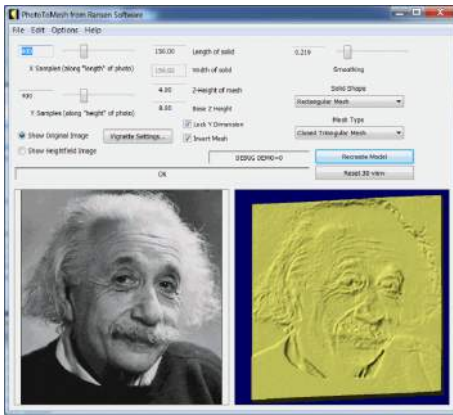 PhotoToMesh from Ransen Software
File Edit Options Help
400 150.00 Length of solid 0.219
X Samples (along "length" of photo) 150.00 Width of solid Smoothing
400 4.00 Z-Height of mesh Solid Shape
Y Samples (along "height" of photo) 8.00 Base Z Height Rectangular Mesh
Lock Y Dimension Mesh Type
Show Original Image Vignette Settings... Invert Mesh Closed Triangular Mesh
Show Heightfield Image
DEBUG DEMO=0 Recreate Model
OK Reset 3D view